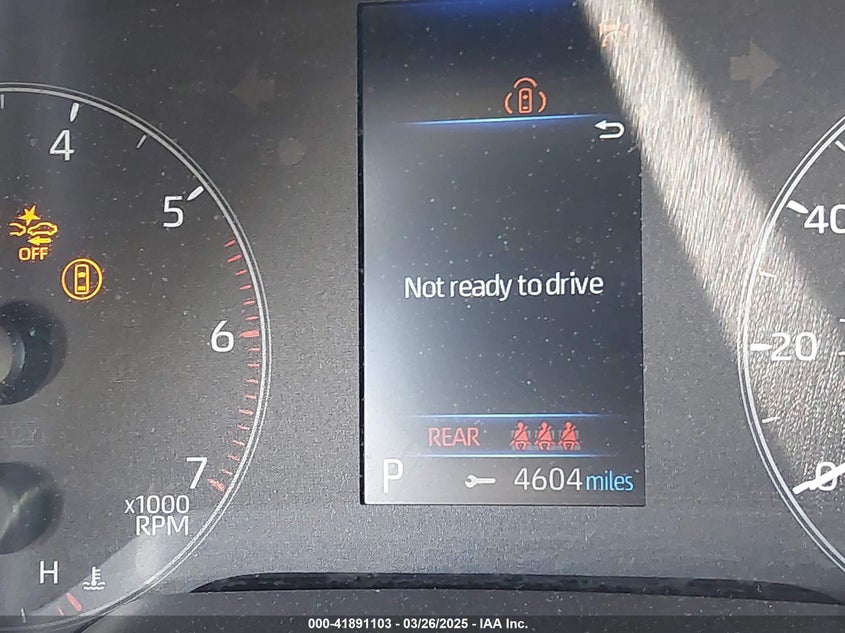 4
5
OFF
Not ready to drive
40
6
20
REAR
7
P
4604 miles
0
x1000
RPM
H
000-41891103 - 03/26/2025 - IAA Inc.